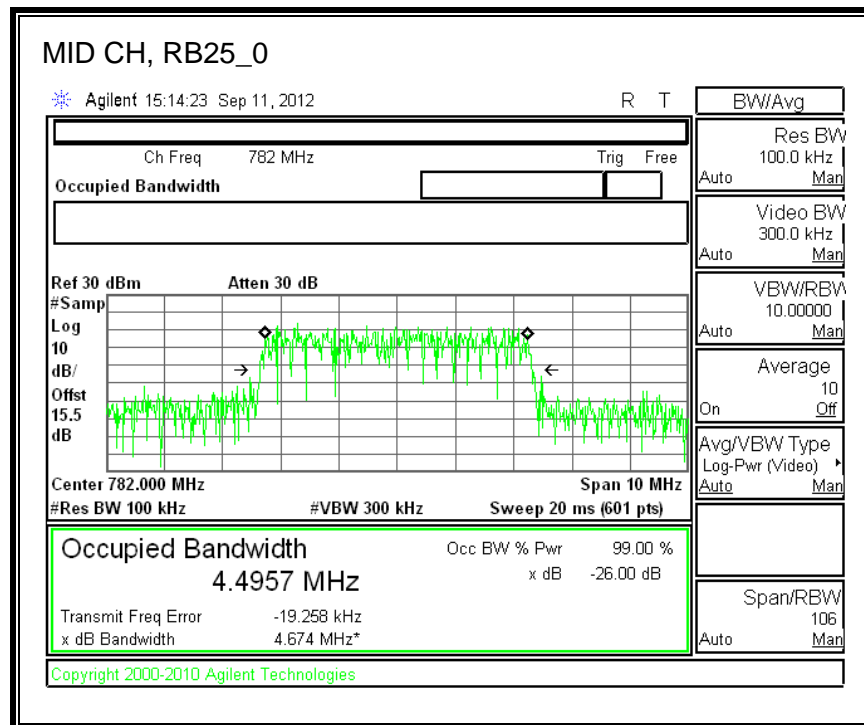 MID CH, RB25_0
Agilent 15:14:23 Sep 11, 2012 R T
Ch Freq 782 MHz Trig Free
Occupied Bandwidth
Ref 30 dBm Atten 30 dB
#Samp
Log
10
dB/
Offst
15.5
dB
Center 782.000 MHz Span 10 MHz
#Res BW 100 kHz #VBW 300 kHz Sweep 20 ms (601 pts)
Occupied Bandwidth
4.4957 MHz
Occ BW % Pwr 99.00 %
x dB -26.00 dB
Transmit Freq Error -19.258 kHz
x dB Bandwidth 4.674 MHz*
Copyright 2000-2010 Agilent Technologies
BW/Avg
Res BW
100.0 kHz
Auto Man
Video BW
300.0 kHz
Auto Man
VBW/RBW
10.00000
Auto Man
Average
10
On Off
Avg/VBW Type
Log-Pwr (Video)
Auto Man
Span/RBW
106
Auto Man